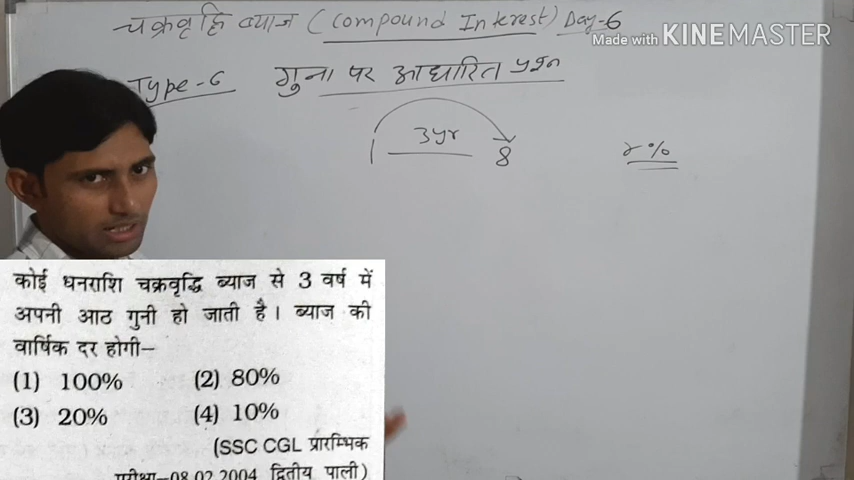 चक्रवृद्धि ब्याज (Compound Interest) Day-6
Made with KINEMASTER
Type-6 गुना पर आधारित प्रश्न
1 3yr 8 r%
कोई धनराशि चक्रवृद्धि ब्याज से 3 वर्ष में
अपनी आठ गुनी हो जाती है। ब्याज की
वार्षिक दर होगी–
(1) 100% (2) 80%
(3) 20% (4) 10%
(SSC CGL प्रारम्भिक
परीक्षा-08.02.2004 द्वितीय पाली)